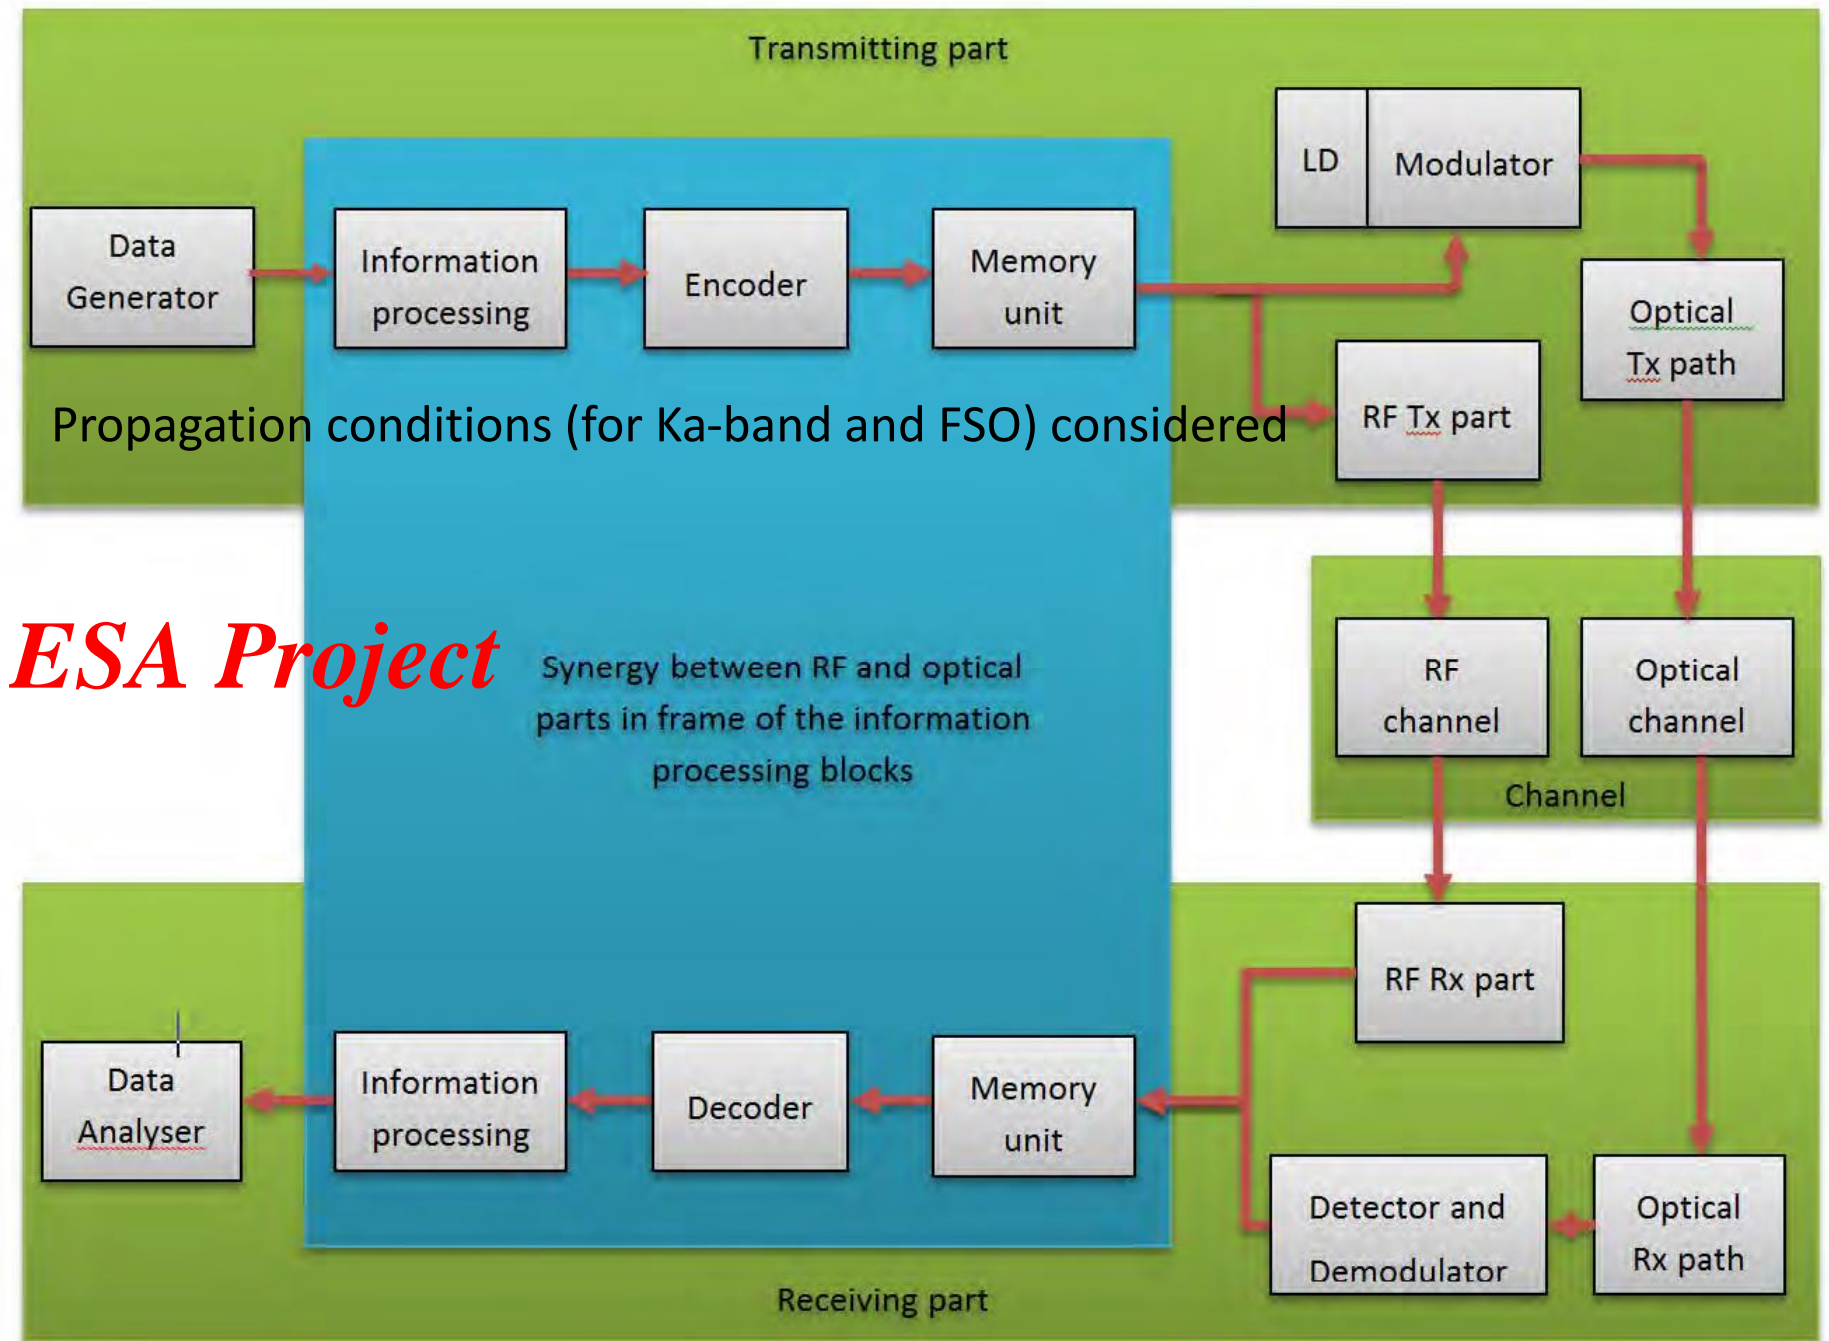 Transmitting part
LD
Modulator
Data
Generator
Information
processing
Encoder
Memory
unit
Optical
Tx path
RF Tx part
Propagation conditions (for Ka-band and FSO) considered
ESA Project
Synergy between RF and optical
parts in frame of the information
processing blocks
RF
channel
Optical
channel
Channel
RF Rx part
Data
Analyser
Information
processing
Decoder
Memory
unit
Detector and
Demodulator
Optical
Rx path
Receiving part